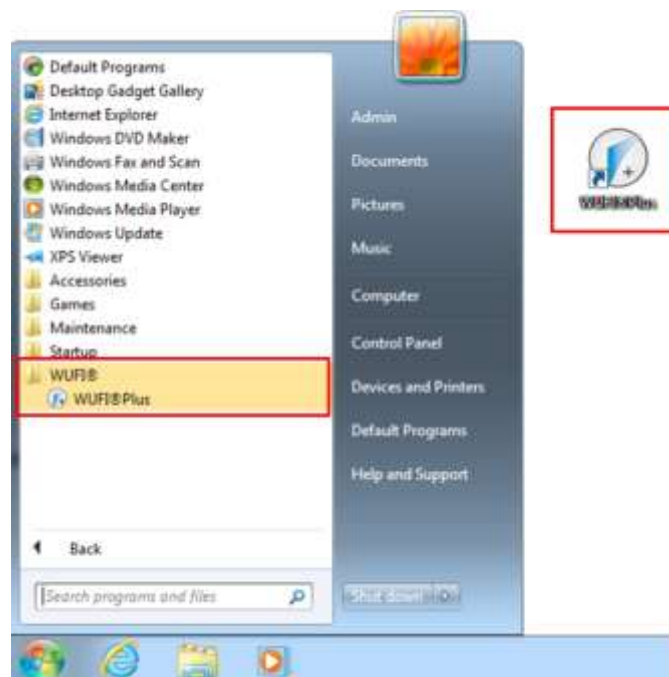 Default Programs
Desktop Gadget Gallery
Internet Explorer
Windows DVD Maker
Windows Fax and Scan
Windows Media Center
Windows Media Player
Windows Update
XPS Viewer
Accessories
Games
Maintenance
Startup
WUFI®
WUFI®Plus
Back
Search programs and files
Admin
Documents
Pictures
Music
Computer
Control Panel
Devices and Printers
Default Programs
Help and Support
Shut down
WUFI®Plus